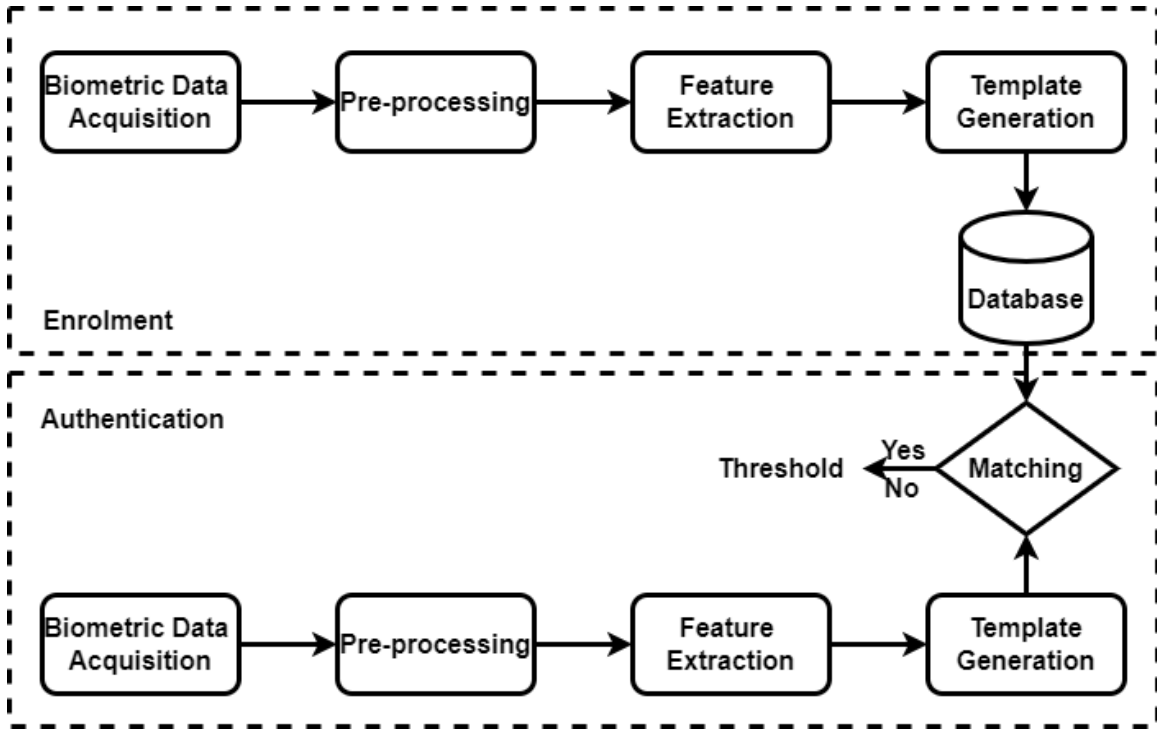 Biometric Data
Acquisition
Pre-processing
Feature
Extraction
Template
Generation
Database
Enrolment
Authentication
Threshold
Yes
No
Matching
Biometric Data
Acquisition
Pre-processing
Feature
Extraction
Template
Generation